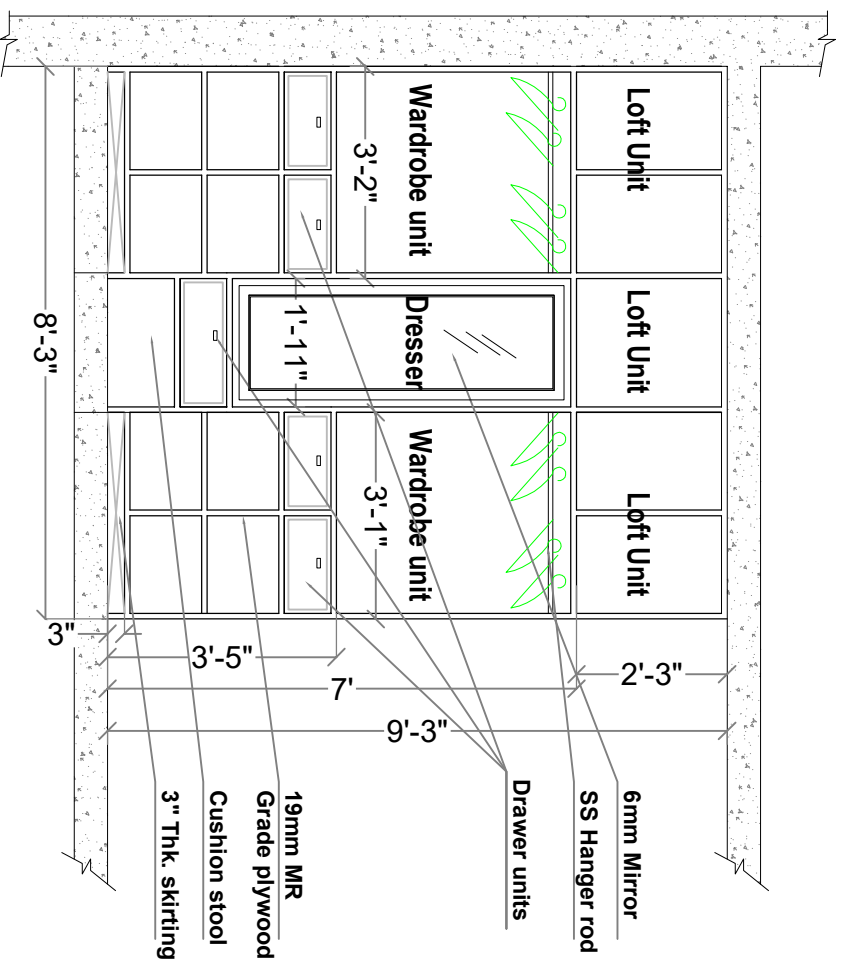 Loft Unit
Loft Unit
Loft Unit
Wardrobe unit
Dresser
Wardrobe unit
3'-2"
1'-11"
3'-1"
8'-3"
3"
3'-5"
7'
2'-3"
9'-3"
6mm Mirror
SS Hanger rod
Drawer units
19mm MR
Grade plywood
Cushion stool
3" Thk. skirting